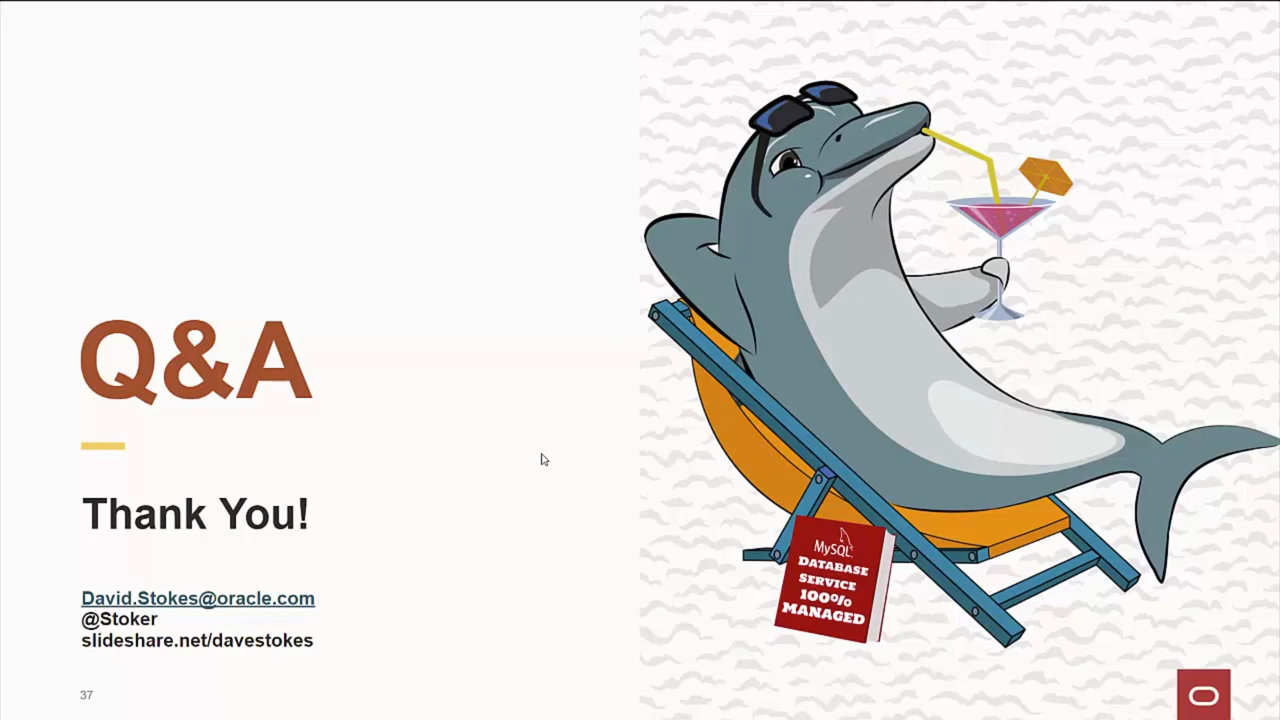 Q&A
Thank You!
David.Stokes@oracle.com
@Stoker
slideshare.net/davestokes
37
MySQL
DATABASE
SERVICE
100%
MANAGED